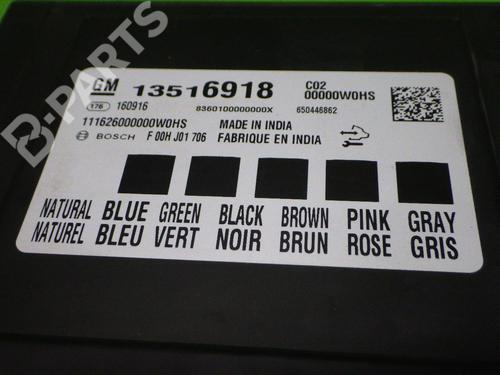 B-PARTS
GM 13516918 C02
00000W0HS
176 160916 8360100000000X 650446862
111626000000W0HS MADE IN INDIA
BOSCH F 00H J01 706 FABRIQUE EN INDIA
NATURAL BLUE GREEN BLACK BROWN PINK GRAY
NATUREL BLEU VERT NOIR BRUN ROSE GRIS